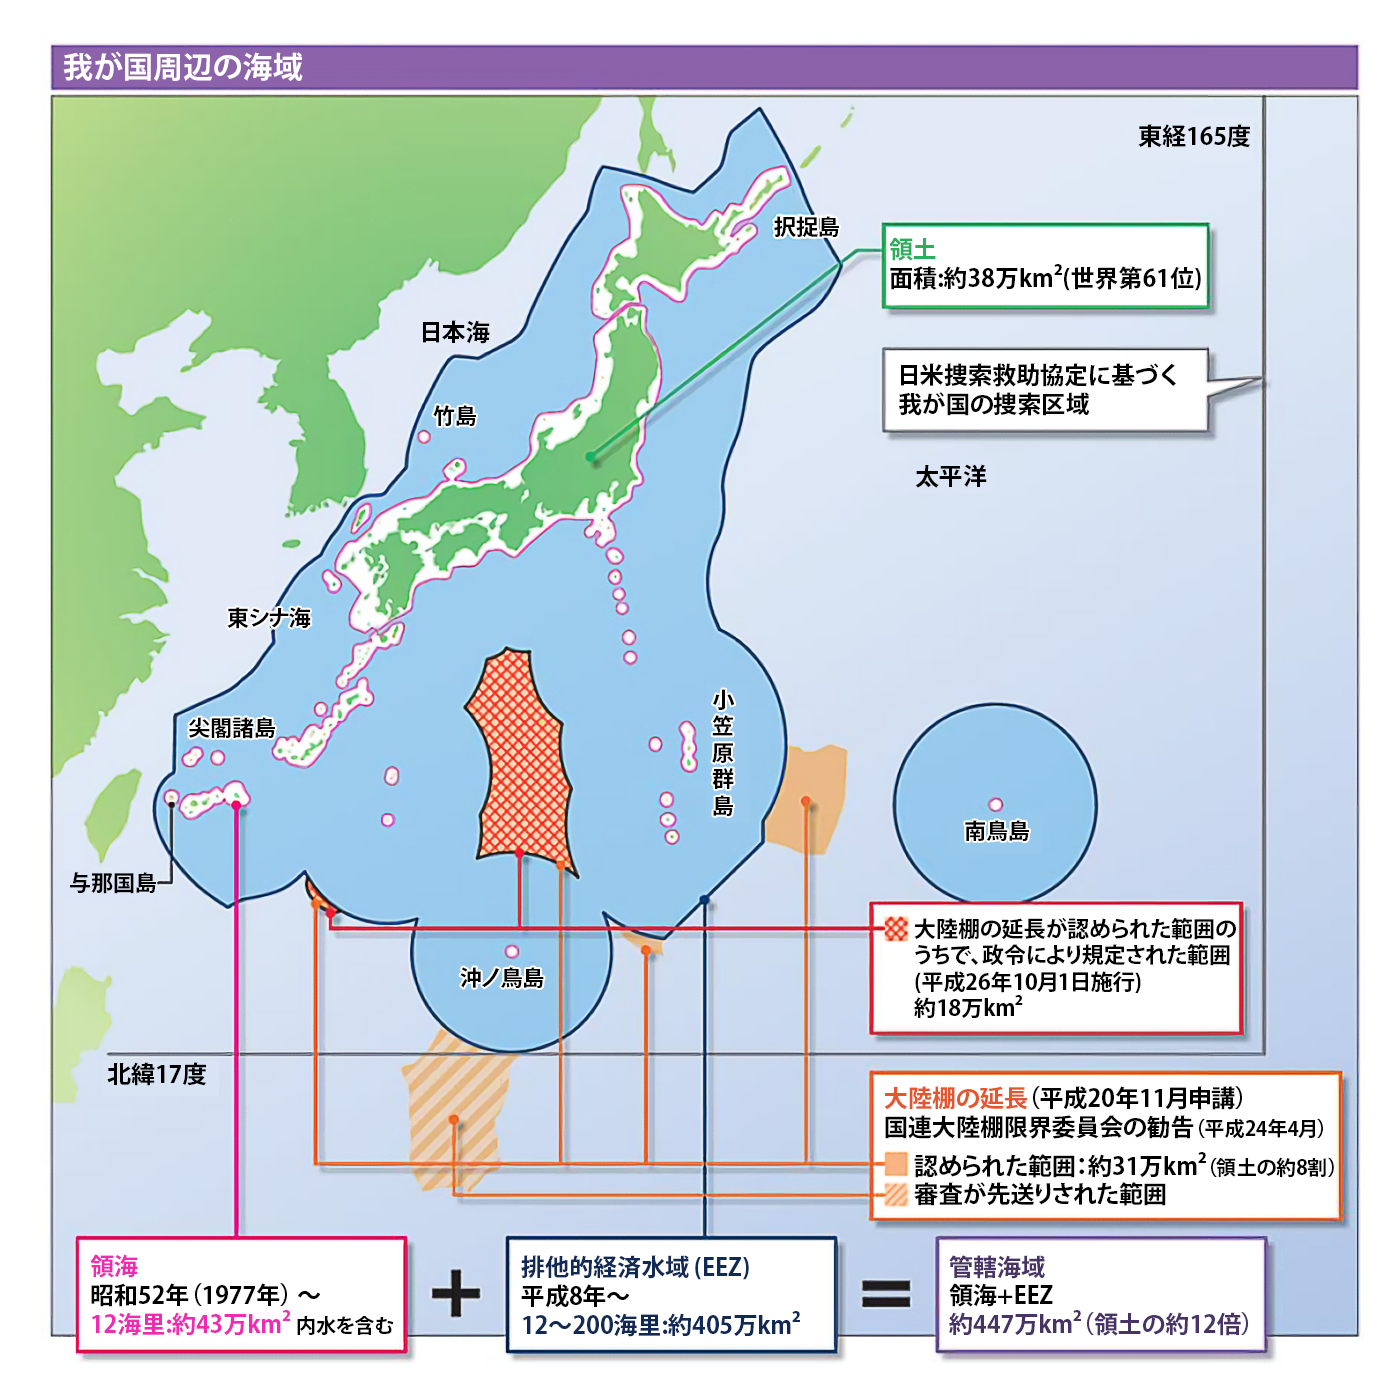 我が国周辺の海域
東経165度
択捉島
領土
面積:約38万km²(世界第61位)
日本海
日米捜索救助協定に基づく
我が国の捜索区域
竹島
太平洋
東シナ海
小笠原群島
尖閣諸島
南鳥島
与那国島
大陸棚の延長が認められた範囲の
うちで、政令により規定された範囲
(平成26年10月1日施行)
約18万km²
沖ノ鳥島
北緯17度
大陸棚の延長(平成20年11月申講)
国連大陸棚限界委員会の勧告(平成24年4月)
認められた範囲:約31万km²(領土の約8割)
審査が先送りされた範囲
領海
昭和52年(1977年)〜
12海里:約43万km² 内水を含む
+
排他的経済水域(EEZ)
平成8年〜
12〜200海里:約405万km²
=
管轄海域
領海+EEZ
約447万km²(領土の約12倍)